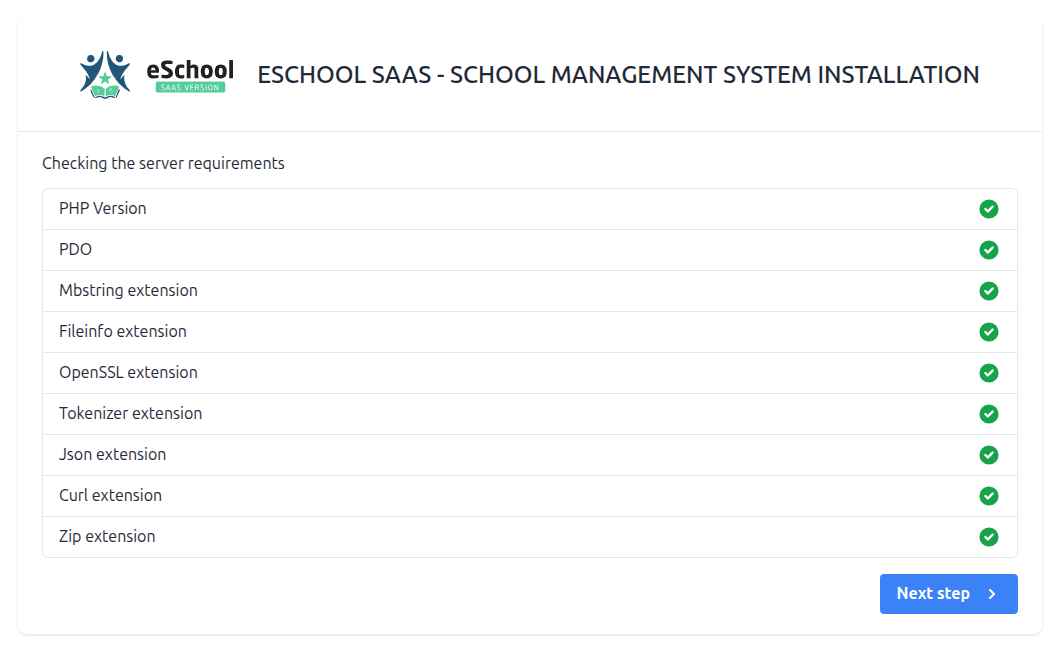 eSchool
SAAS VERSION
ESCHOOL SAAS - SCHOOL MANAGEMENT SYSTEM INSTALLATION
Checking the server requirements
PHP Version
PDO
Mbstring extension
Fileinfo extension
OpenSSL extension
Tokenizer extension
Json extension
Curl extension
Zip extension
Next step